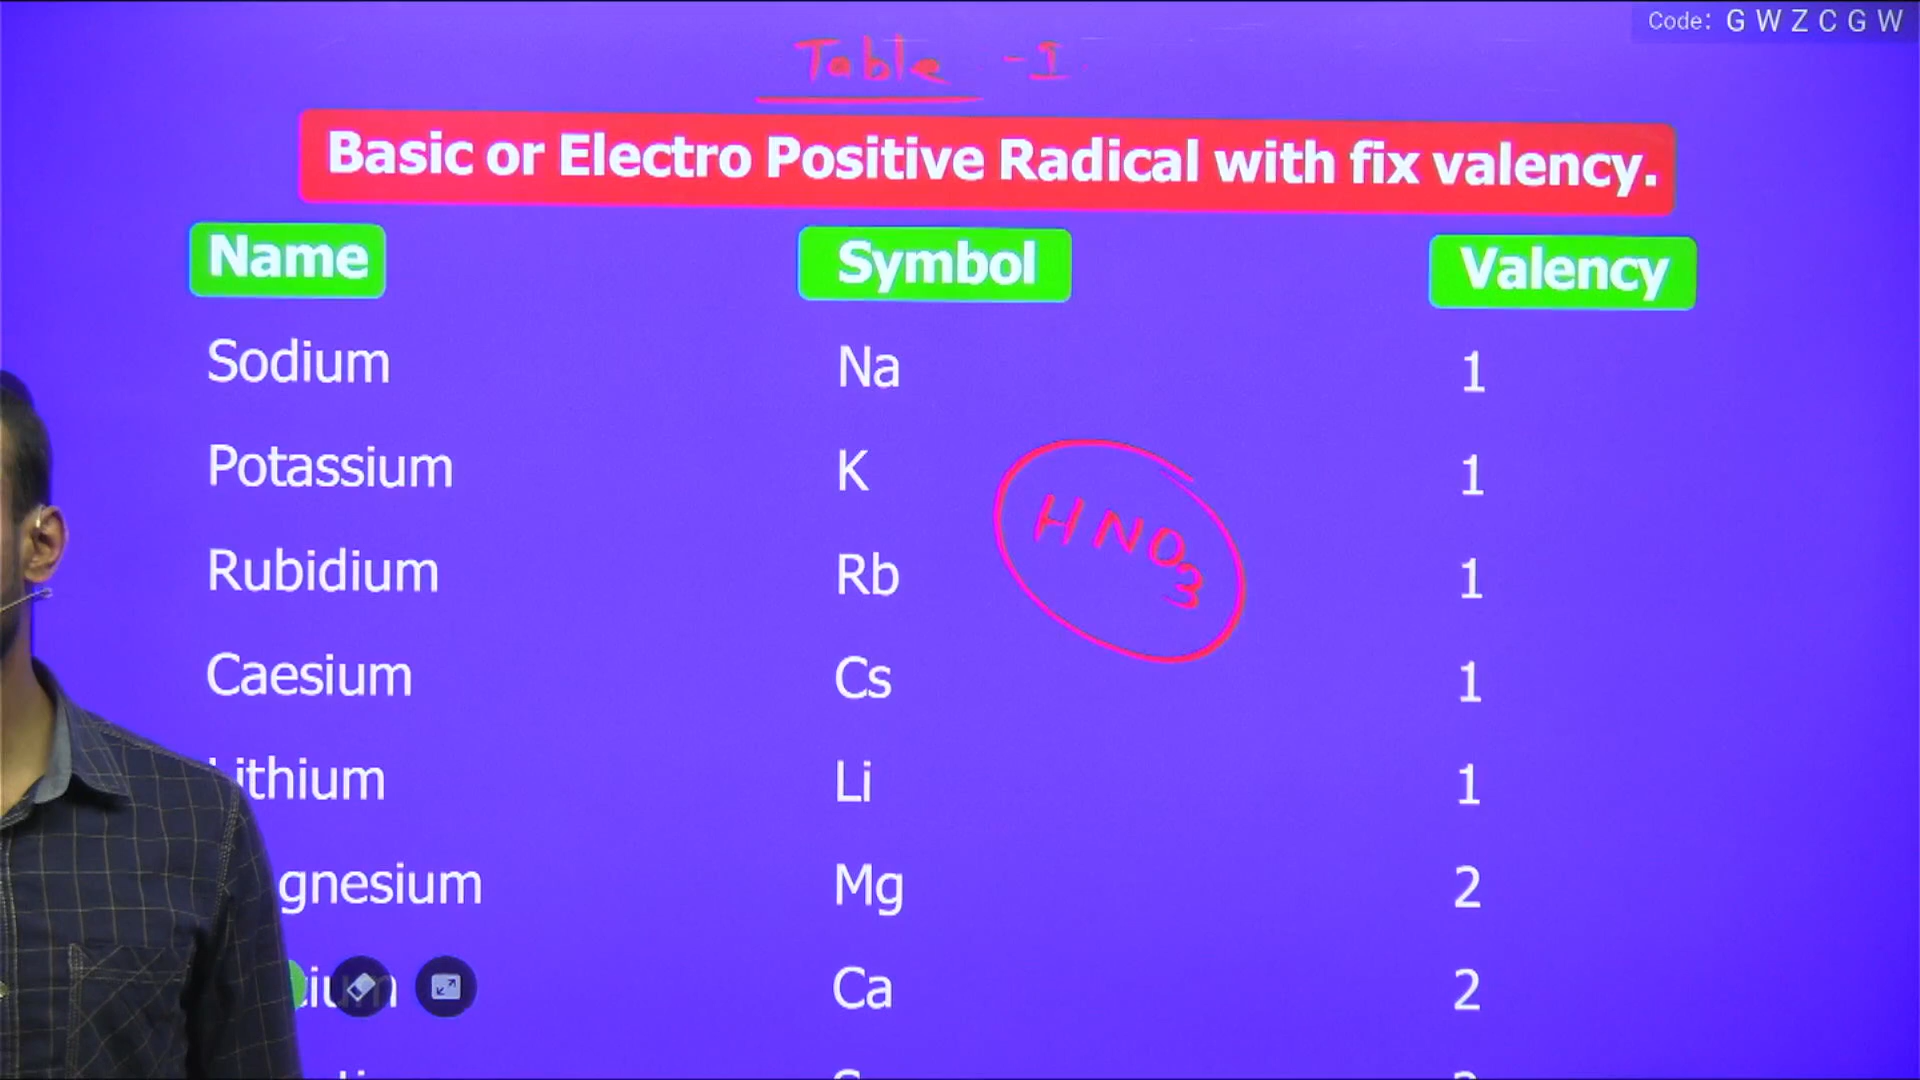 Code: GWZCGW
Table -I
Basic or Electro Positive Radical with fix valency.
Name Symbol Valency
Sodium Na 1
Potassium K 1
HNO3
Rubidium Rb 1
Caesium Cs 1
ithium Li 1
gnesium Mg 2
Ca 2